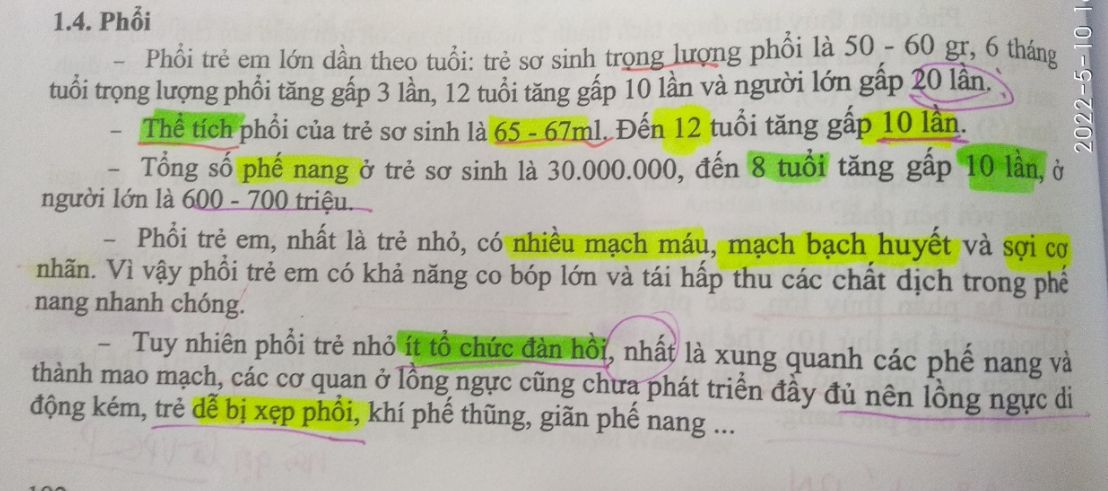 1.4. Phổi
- Phổi trẻ em lớn dần theo tuổi: trẻ sơ sinh trọng lượng phổi là 50 - 60 gr, 6 tháng
tuổi trọng lượng phổi tăng gấp 3 lần, 12 tuổi tăng gấp 10 lần và người lớn gấp 20 lần.
- Thể tích phổi của trẻ sơ sinh là 65 - 67ml. Đến 12 tuổi tăng gấp 10 lần.
- Tổng số phế nang ở trẻ sơ sinh là 30.000.000, đến 8 tuổi tăng gấp 10 lần, ở
người lớn là 600 - 700 triệu.
- Phổi trẻ em, nhất là trẻ nhỏ, có nhiều mạch máu, mạch bạch huyết và sợi cơ
nhẵn. Vì vậy phổi trẻ em có khả năng co bóp lớn và tái hấp thu các chất dịch trong phế
nang nhanh chóng.
- Tuy nhiên phổi trẻ nhỏ ít tổ chức đàn hồi, nhất là xung quanh các phế nang và
thành mao mạch, các cơ quan ở lồng ngực cũng chưa phát triển đầy đủ nên lồng ngực di
động kém, trẻ dễ bị xẹp phổi, khí phế thũng, giãn phế nang ...
2022-5-10